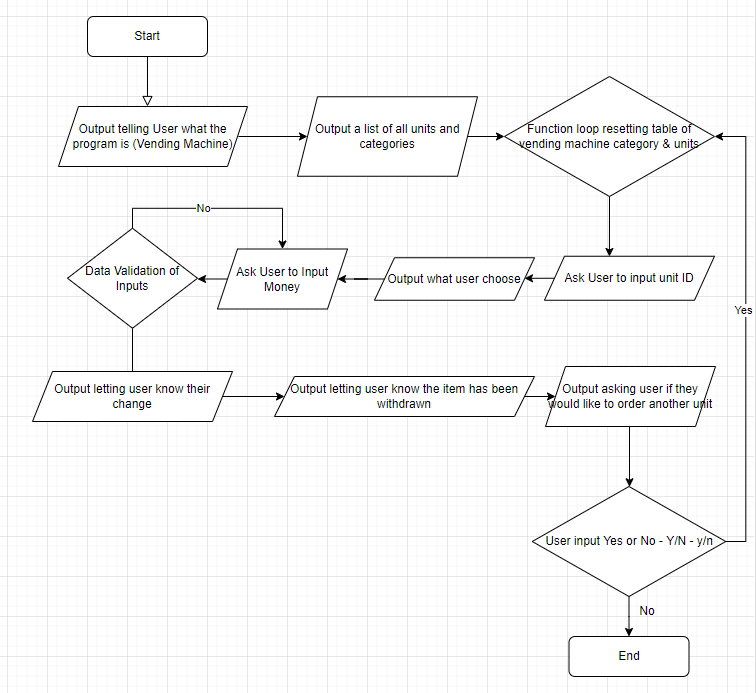 Start
Output telling User what the
program is (Vending Machine)
Output a list of all units and
categories
Function loop resetting table of
vending machine category & units
Ask User to input unit ID
Output what user choose
Ask User to Input
Money
No
Data Validation of
Inputs
Output letting user know their
change
Output letting user know the item has been
withdrawn
Output asking user if they
would like to order another unit
User input Yes or No - Y/N - y/n
Yes
No
End